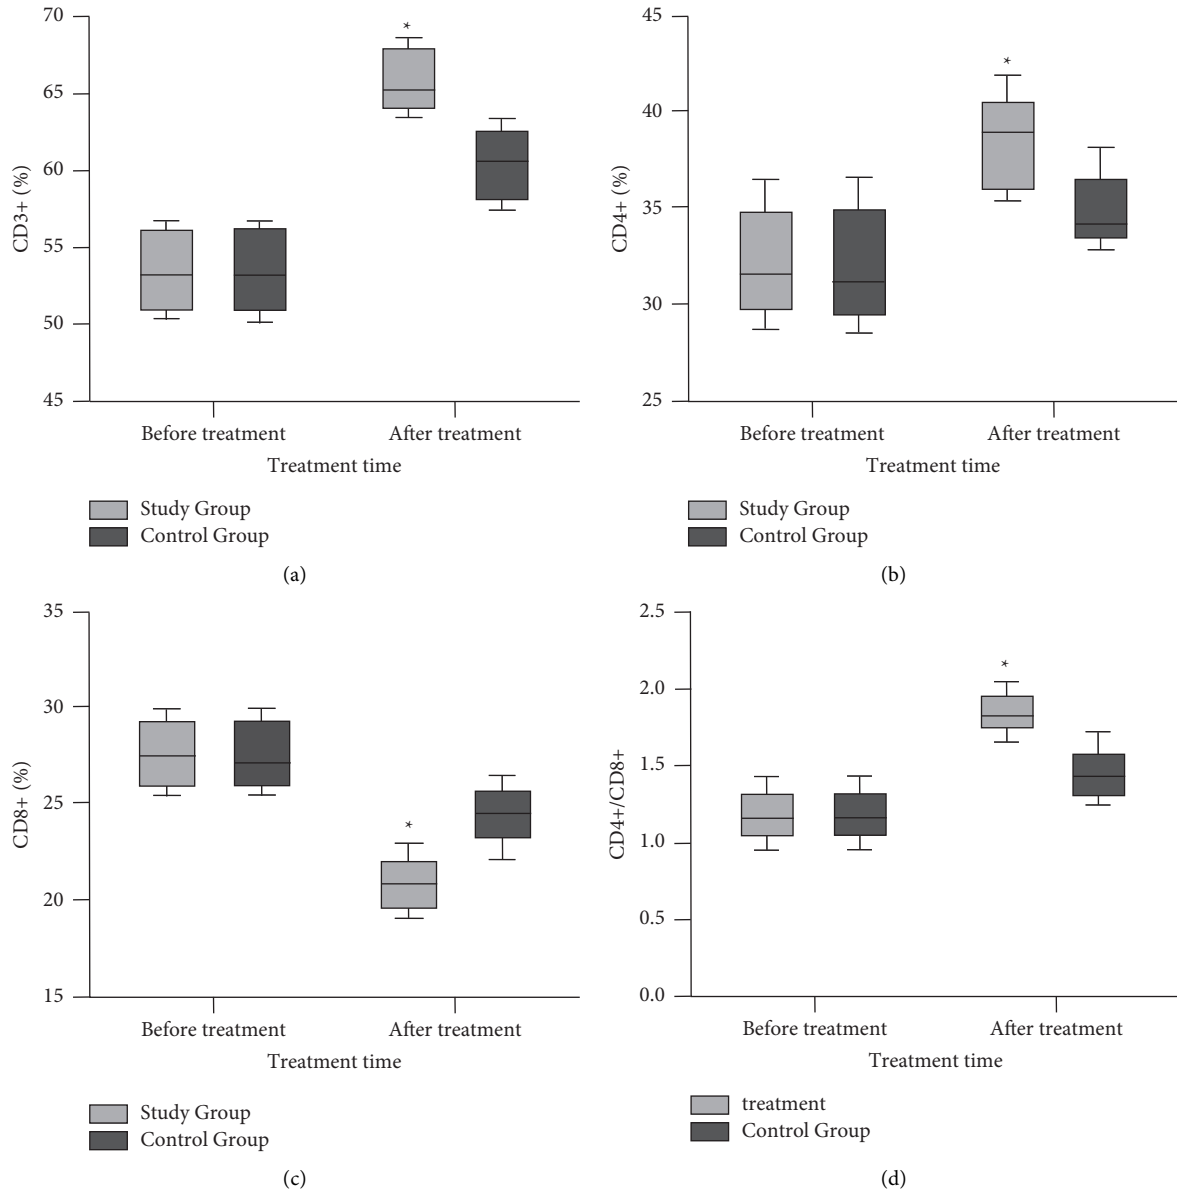 70
65
60
55
50
45
CD3+ (%)
*
Before treatment
After treatment
Treatment time
Study Group
Control Group
(a)
45
40
35
30
25
CD4+ (%)
*
Before treatment
After treatment
Treatment time
Study Group
Control Group
(b)
35
30
25
20
15
CD8+ (%)
*
Before treatment
After treatment
Treatment time
Study Group
Control Group
(c)
2.5
2.0
1.5
1.0
0.5
0.0
CD4+/CD8+
*
Before treatment
After treatment
Treatment time
treatment
Control Group
(d)